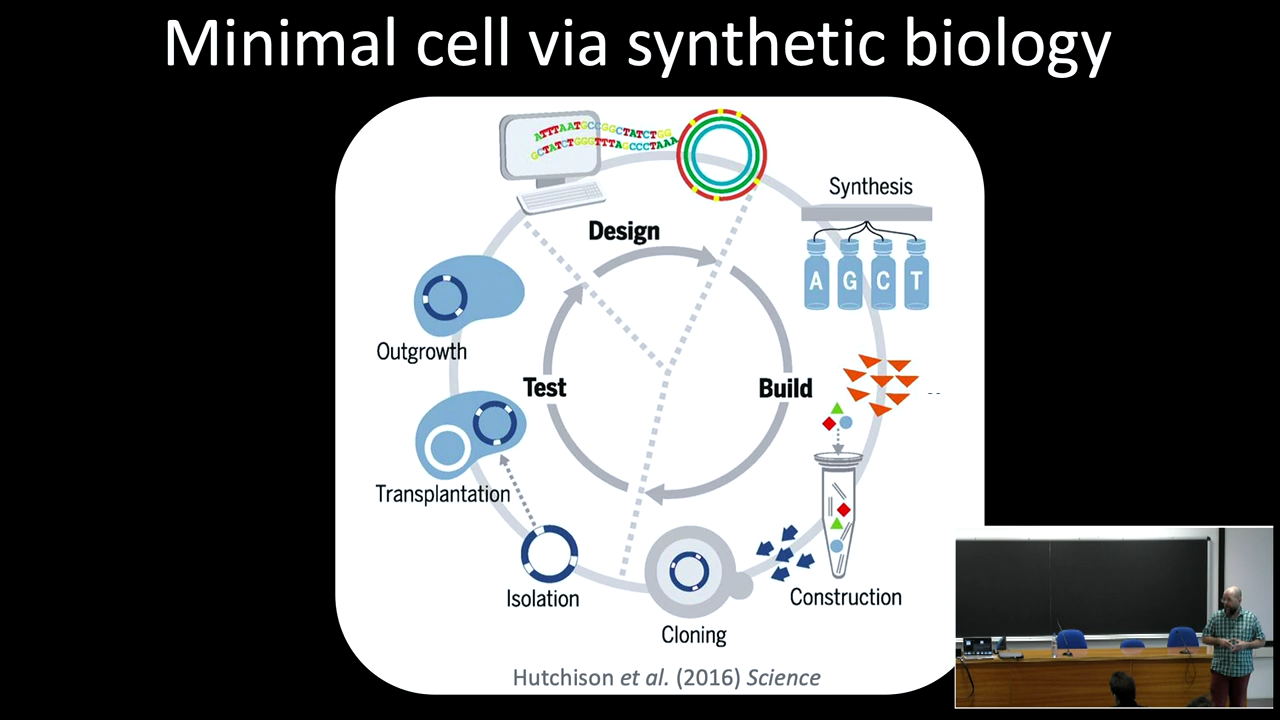 Minimal cell via synthetic biology
ATTTAATGCCGGCTATCTGG
GCTATCTGGGTTTAGCCCTAAA
Synthesis
Design
A G C T
Outgrowth
Test
Build
Transplantation
Isolation
Construction
Cloning
Hutchison et al. (2016) Science